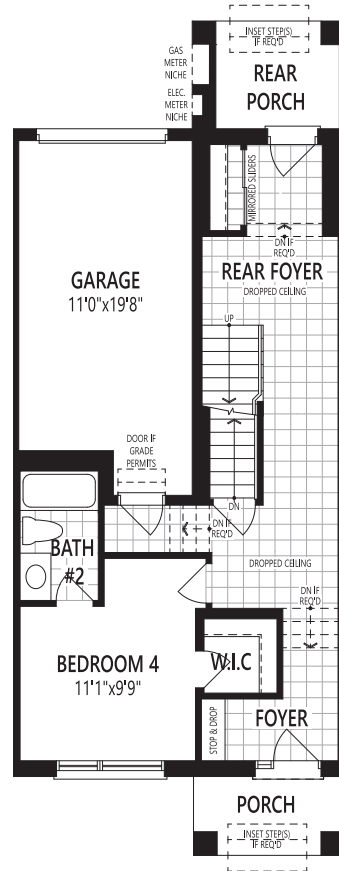 INSET STEP(S)
IF REQ'D
GAS
METER
NICHE
REAR
PORCH
ELEC.
METER
NICHE
MIRRORED SLIDERS
DN IF
REQ'D
REAR FOYER
DROPPED CEILING
GARAGE
11'0"x19'8"
UP
DOOR IF
GRADE
PERMITS
DN
DN IF
REQ'D
BATH
#2
DROPPED CEILING
DN IF
REQ'D
BEDROOM 4
11'1"x9'9"
W.I.C
STOP & DROP
FOYER
PORCH
INSET STEP(S)
IF REQ'D